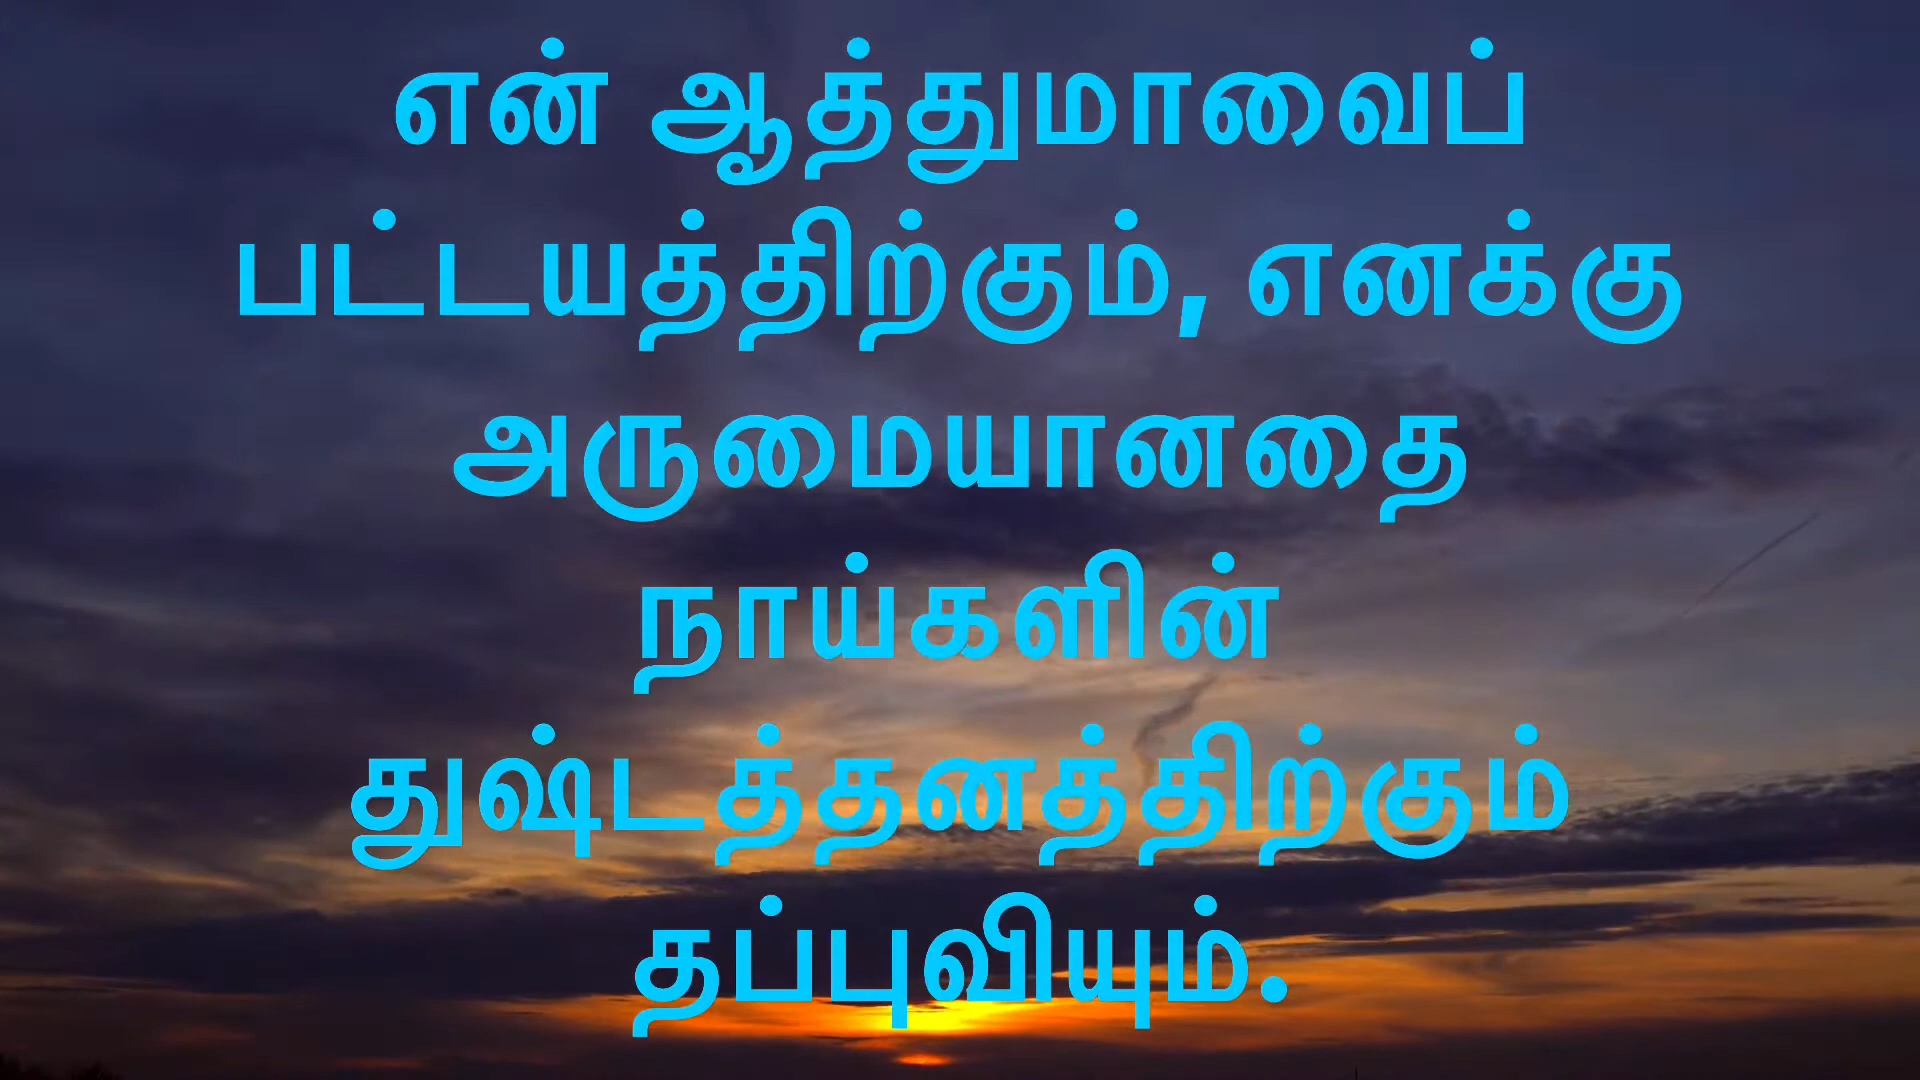 என் ஆத்துமாவைப்
பட்டயத்திற்கும், எனக்கு
அருமையானதை
நாய்களின்
துஷ்டத்தனத்திற்கும்
தப்புவியும்.